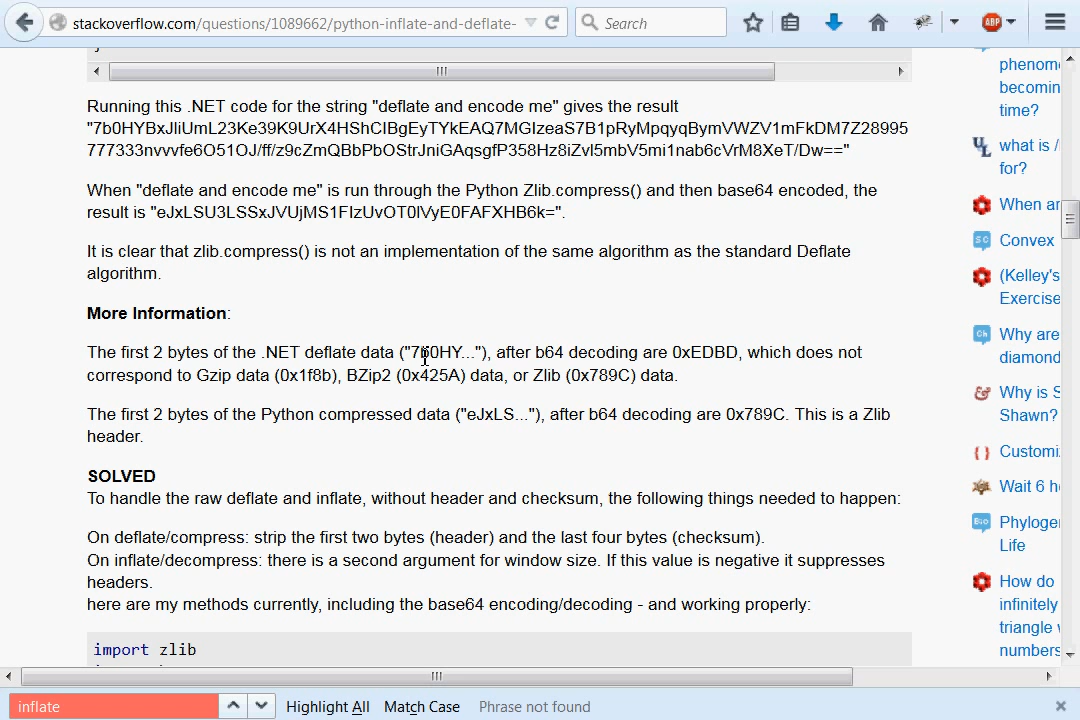 stackoverflow.com/questions/1089662/python-inflate-and-deflate-
Search
ABP
Running this .NET code for the string "deflate and encode me" gives the result
"7b0HYBxJliUmL23Ke39K9UrX4HShCIBgEyTYkEAQ7MGIzeaS7B1pRyMpqyqBymVWZV1mFkDM7Z28995
777333nvvvfe6O51OJ/ff/z9cZmQBbPbOStrJniGAqsgfP358Hz8iZvl5mbV5mi1nab6cVrM8XeT/Dw=="
When "deflate and encode me" is run through the Python Zlib.compress() and then base64 encoded, the
result is "eJxLSU3LSSxJVUjMS1FIzUvOT0lVyE0FAFXHB6k=".
It is clear that zlib.compress() is not an implementation of the same algorithm as the standard Deflate
algorithm.
More Information:
The first 2 bytes of the .NET deflate data ("7b0HY..."), after b64 decoding are 0xEDBD, which does not
correspond to Gzip data (0x1f8b), BZip2 (0x425A) data, or Zlib (0x789C) data.
The first 2 bytes of the Python compressed data ("eJxLS..."), after b64 decoding are 0x789C. This is a Zlib
header.
SOLVED
To handle the raw deflate and inflate, without header and checksum, the following things needed to happen:
On deflate/compress: strip the first two bytes (header) and the last four bytes (checksum).
On inflate/decompress: there is a second argument for window size. If this value is negative it suppresses
headers.
here are my methods currently, including the base64 encoding/decoding - and working properly:
import zlib
phenome
becomin
time?
UL
what is /
for?
When ar
SC
Convex
(Kelley's
Exercise
Ch
Why are
diamond
Why is S
Shawn?
Customi
Wait 6 h
Bio
Phyloge
Life
How do
infinitely
triangle w
numbers
inflate
Highlight All
Match Case
Phrase not found